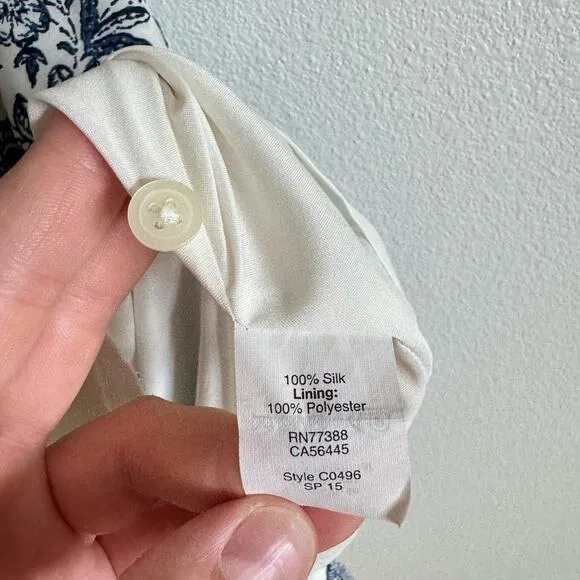 100% Silk
Lining:
100% Polyester
RN77388
CA56445
Style C0496
SP 15